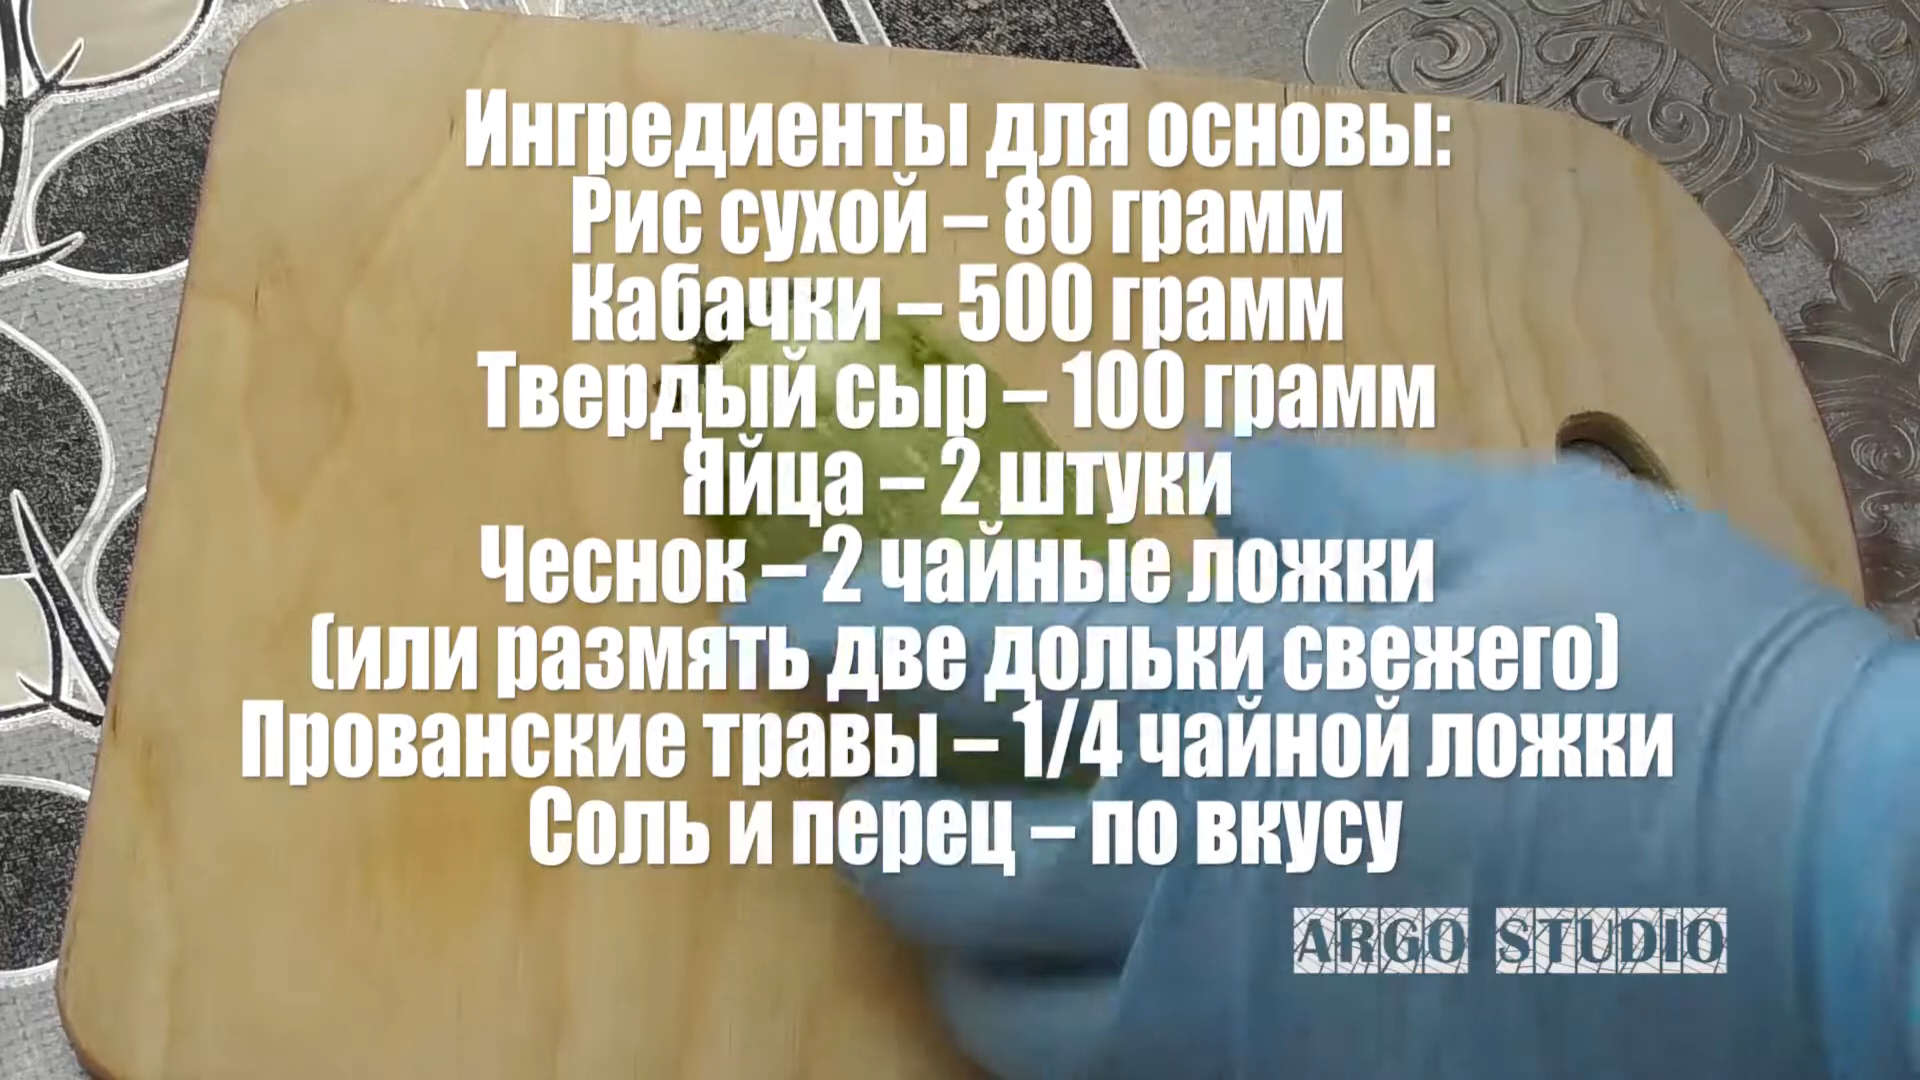 Ингредиенты для основы:
Рис сухой – 80 грамм
Кабачки – 500 грамм
Твердый сыр – 100 грамм
Яйца – 2 штуки
Чеснок – 2 чайные ложки
(или размять две дольки свежего)
Прованские травы – 1/4 чайной ложки
Соль и перец – по вкусу
ARGO STUDIO